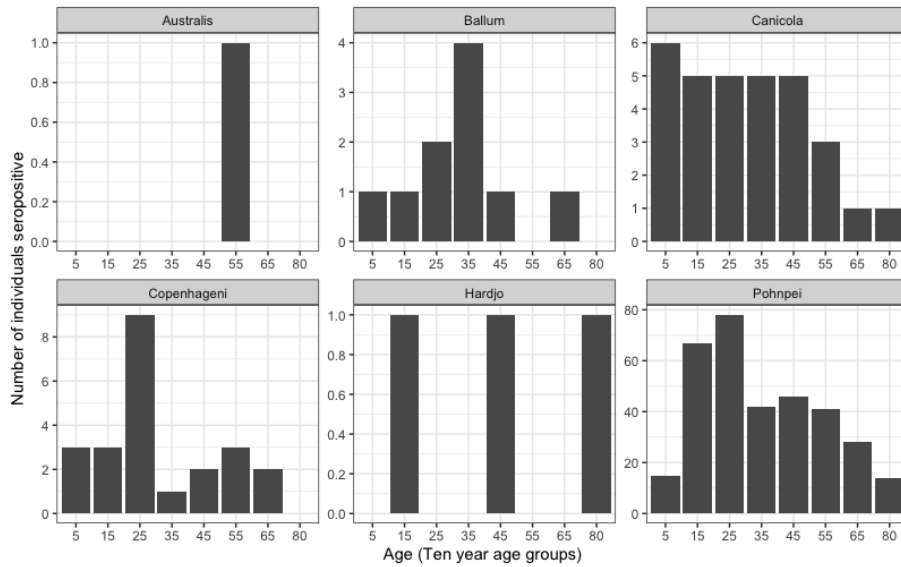 Australis
Ballum
Canicola
1.0
0.8
0.6
0.4
0.2
0.0
5 15 25 35 45 55 65 80
4
3
2
1
0
5 15 25 35 45 55 65 80
6
5
4
3
2
1
0
5 15 25 35 45 55 65 80
Number of individuals seropositive
Copenhageni
Hardjo
Pohnpei
8
6
4
2
0
5 15 25 35 45 55 65 80
1.0
0.8
0.6
0.4
0.2
0.0
5 15 25 35 45 55 65 80
80
60
40
20
0
5 15 25 35 45 55 65 80
Age (Ten year age groups)